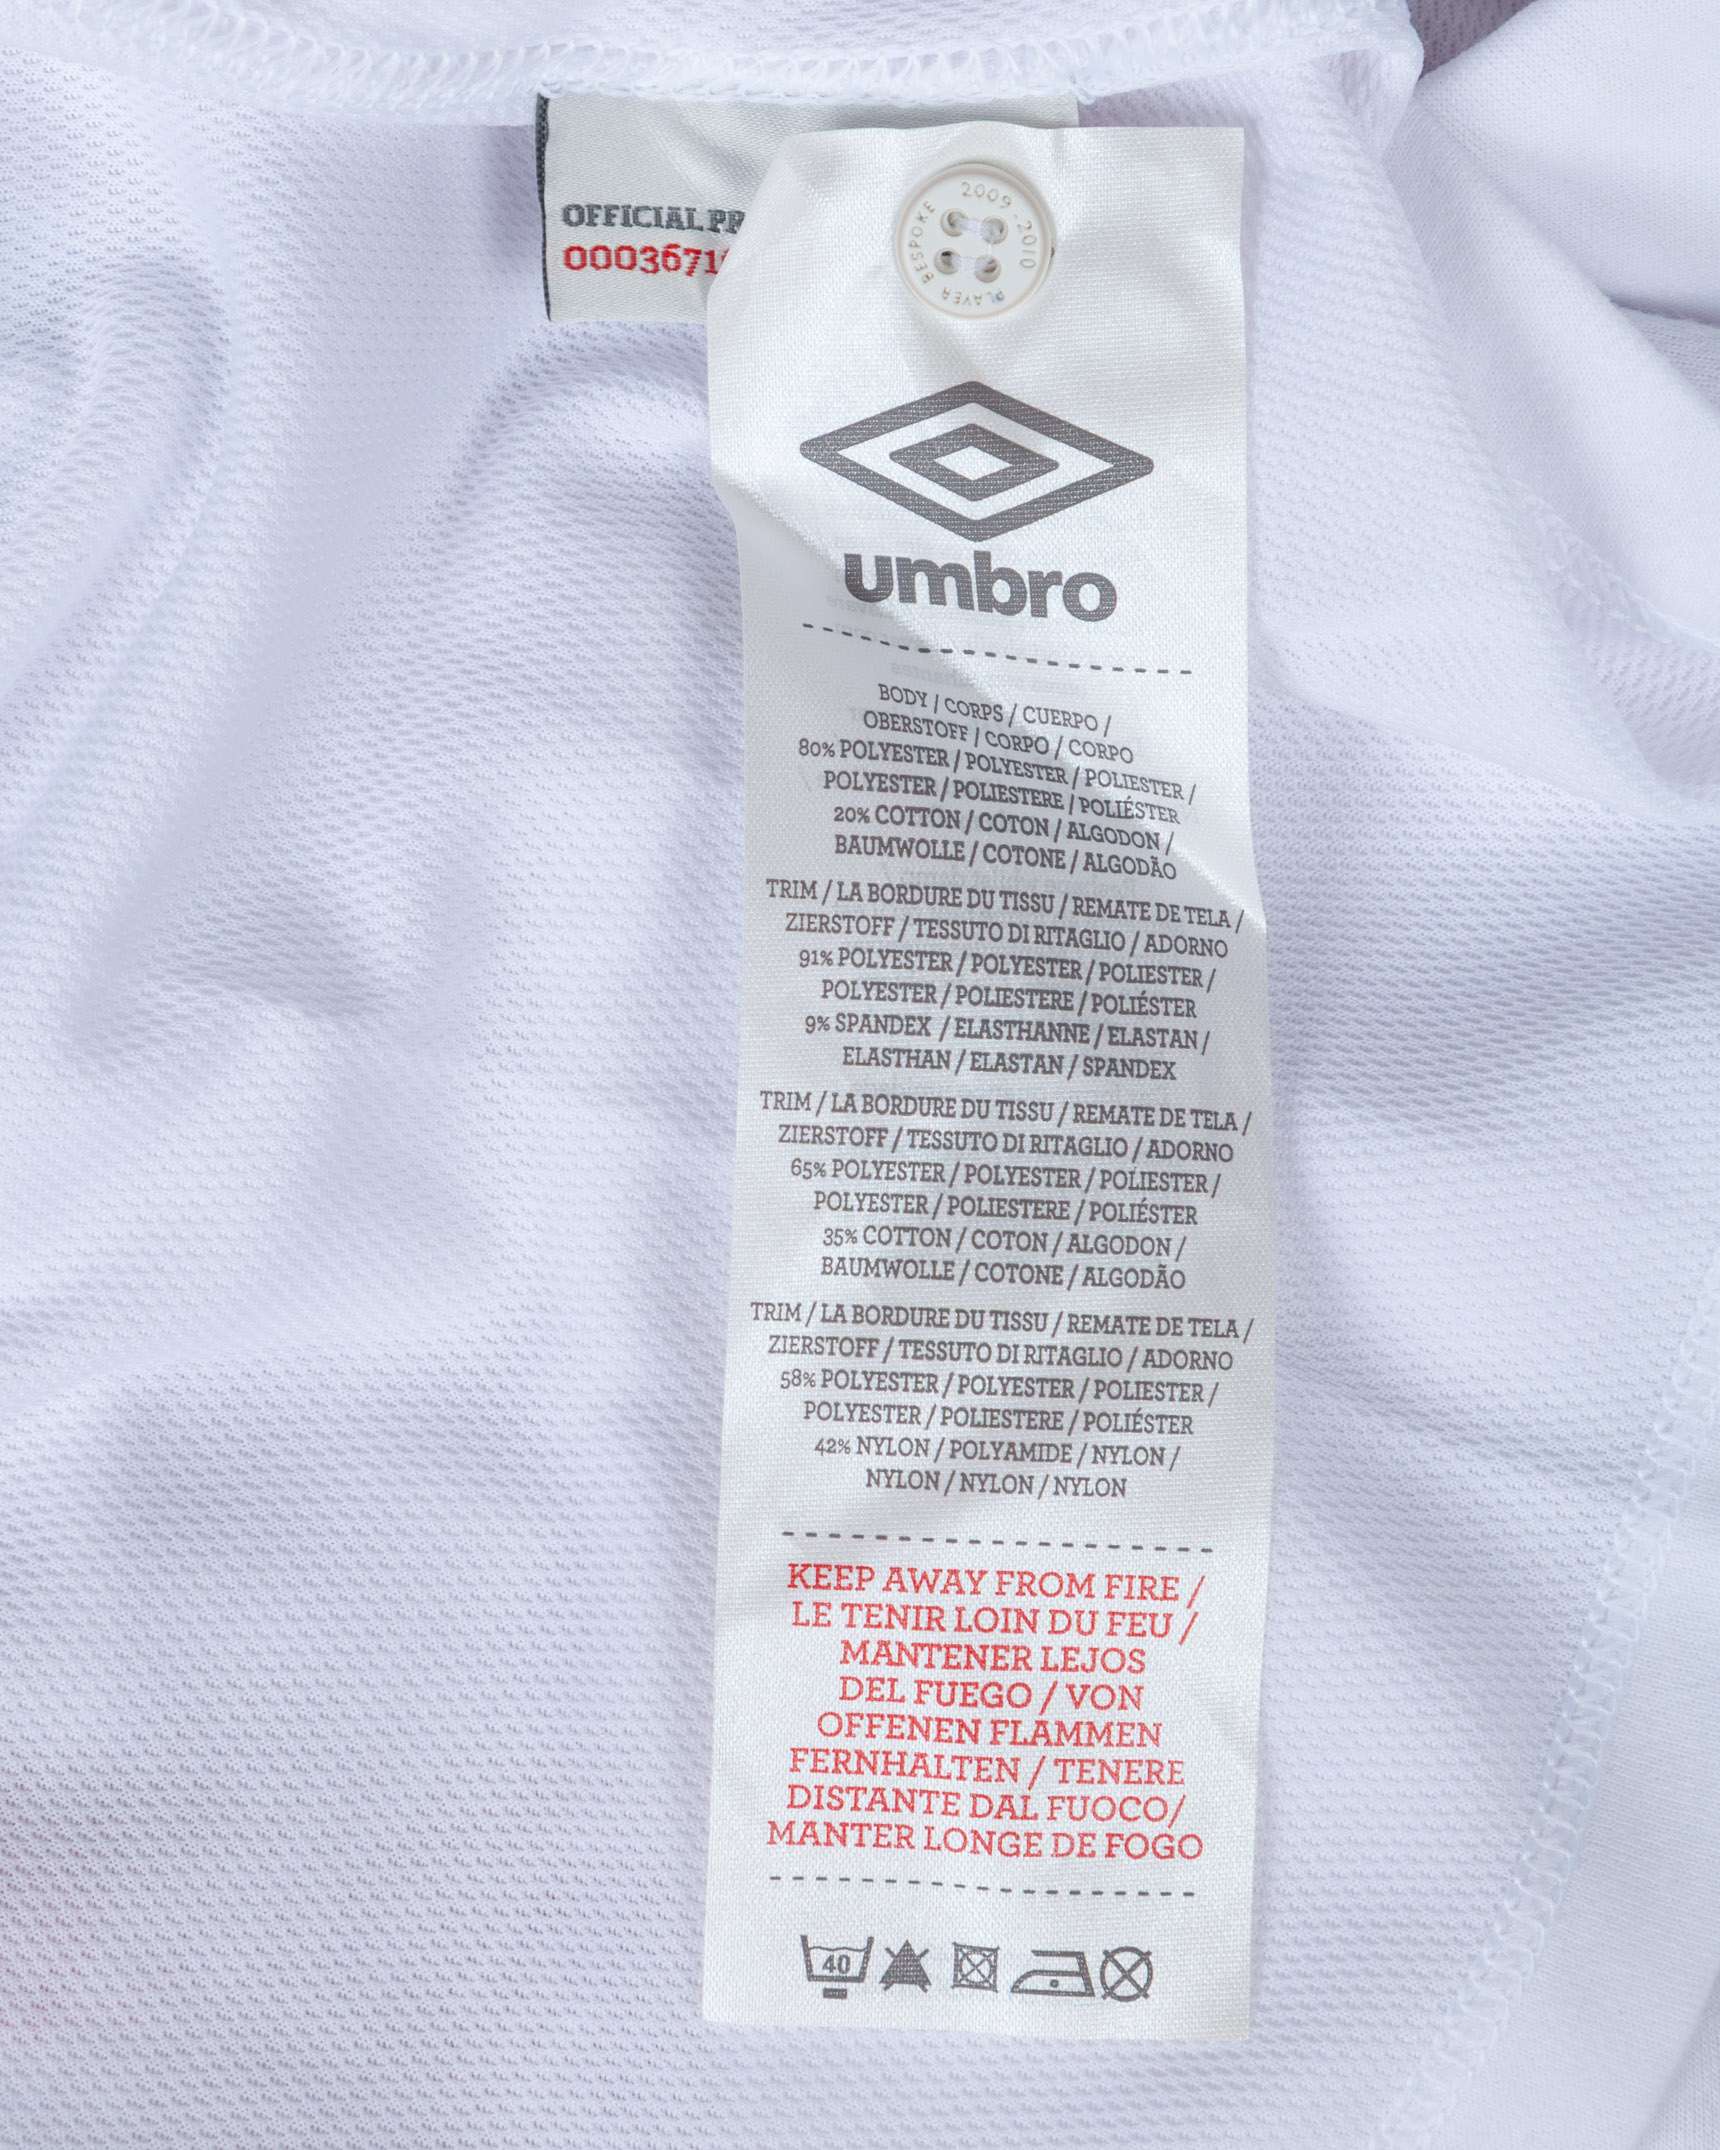 OFFICIAL
2009-2010
PLAYER BESPOKE
umbro
BODY / CORPS / CUERPO /
OBERSTOFF / CORPO / CORPO
80% POLYESTER / POLYESTER / POLIESTER /
POLYESTER / POLIESTERE / POLIÉSTER
20% COTTON / COTON / ALGODON /
BAUMWOLLE / COTONE / ALGODÃO
TRIM / LA BORDURE DU TISSU / REMATE DE TELA /
ZIERSTOFF / TESSUTO DI RITAGLIO / ADORNO
91% POLYESTER / POLYESTER / POLIESTER /
POLYESTER / POLIESTERE / POLIÉSTER
9% SPANDEX / ELASTHANNE / ELASTAN /
ELASTHAN / ELASTAN / SPANDEX
TRIM / LA BORDURE DU TISSU / REMATE DE TELA /
ZIERSTOFF / TESSUTO DI RITAGLIO / ADORNO
65% POLYESTER / POLYESTER / POLIESTER /
POLYESTER / POLIESTERE / POLIÉSTER
35% COTTON / COTON / ALGODON /
BAUMWOLLE / COTONE / ALGODÃO
TRIM / LA BORDURE DU TISSU / REMATE DE TELA /
ZIERSTOFF / TESSUTO DI RITAGLIO / ADORNO
58% POLYESTER / POLYESTER / POLIESTER /
POLYESTER / POLIESTERE / POLIÉSTER
42% NYLON / POLYAMIDE / NYLON /
NYLON / NYLON / NYLON
KEEP AWAY FROM FIRE /
LE TENIR LOIN DU FEU /
MANTENER LEJOS
DEL FUEGO / VON
OFFENEN FLAMMEN
FERNHALTEN / TENERE
DISTANTE DAL FUOCO/
MANTER LONGE DE FOGO
40